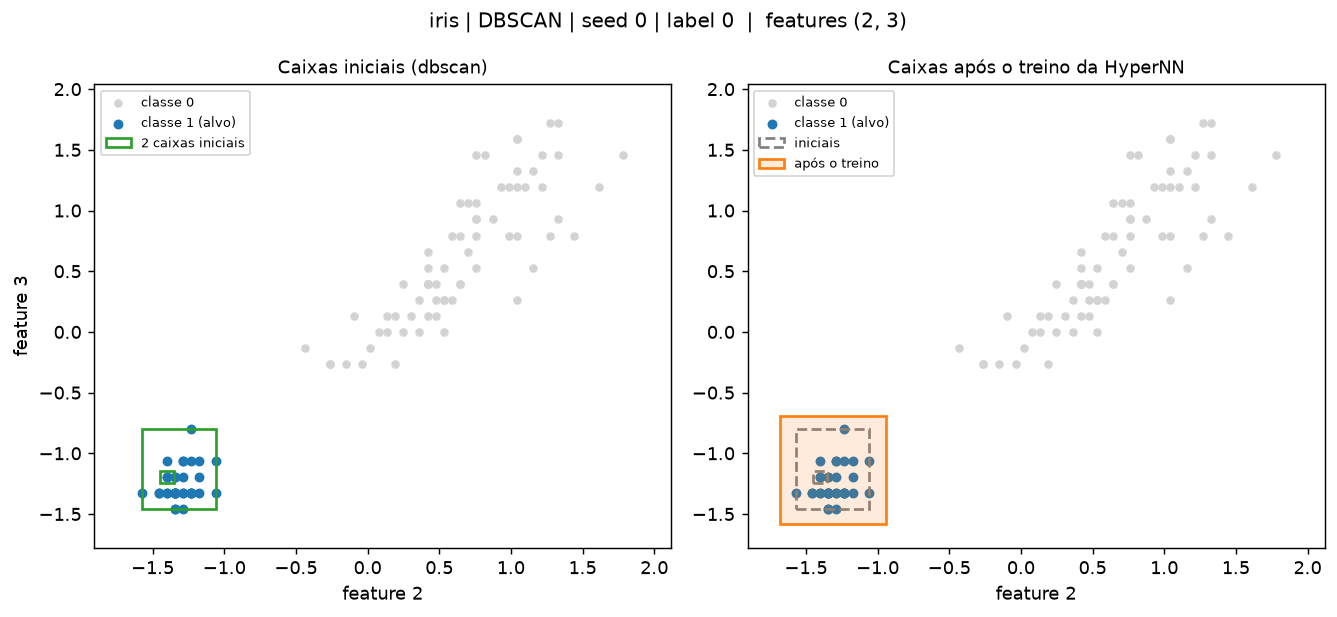 iris | DBSCAN | seed 0 | label 0  |  features (2, 3)
Caixas iniciais (dbscan)
classe 0
classe 1 (alvo)
2 caixas iniciais
2.0
1.5
1.0
0.5
0.0
−0.5
−1.0
−1.5
feature 3
−1.5
−1.0
−0.5
0.0
0.5
1.0
1.5
2.0
feature 2
Caixas após o treino da HyperNN
classe 0
classe 1 (alvo)
iniciais
após o treino
2.0
1.5
1.0
0.5
0.0
−0.5
−1.0
−1.5
−1.5
−1.0
−0.5
0.0
0.5
1.0
1.5
2.0
feature 2